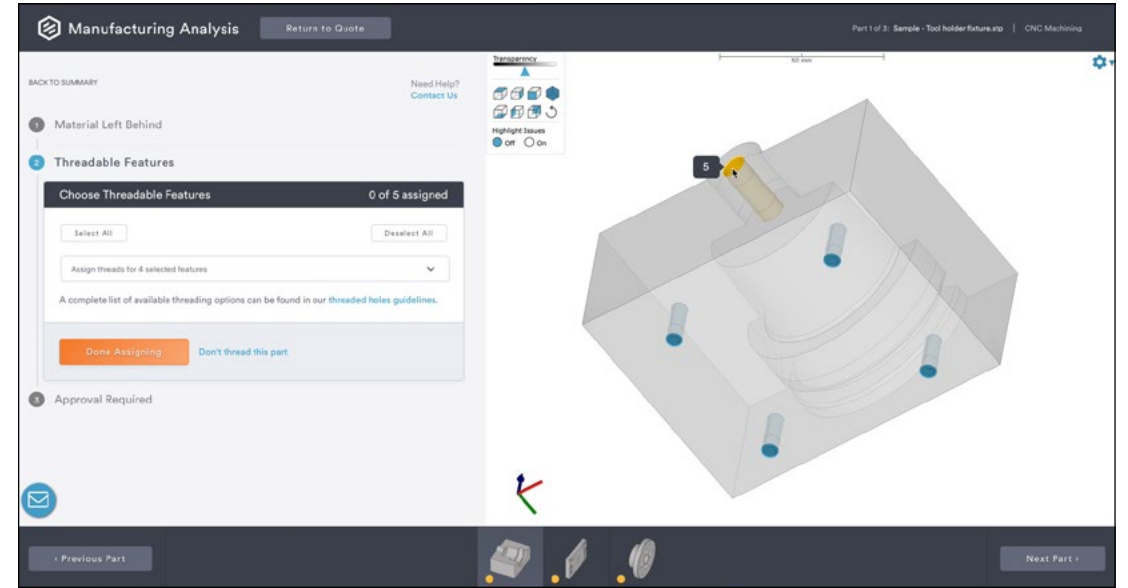 Manufacturing Analysis
Return to Quote
Part 1 of 3: Sample - Tool holder fixture.stp | CNC Machining
BACK TO SUMMARY
Need Help?
Contact Us
1 Material Left Behind
2 Threadable Features
Choose Threadable Features
0 of 5 assigned
Select All
Deselect All
Assign threads for 4 selected features
A complete list of available threading options can be found in our threaded holes guidelines.
Done Assigning
Don't thread this part
3 Approval Required
Transparency
Highlight Issues
Off On
50 mm
5
‹ Previous Part
Next Part ›